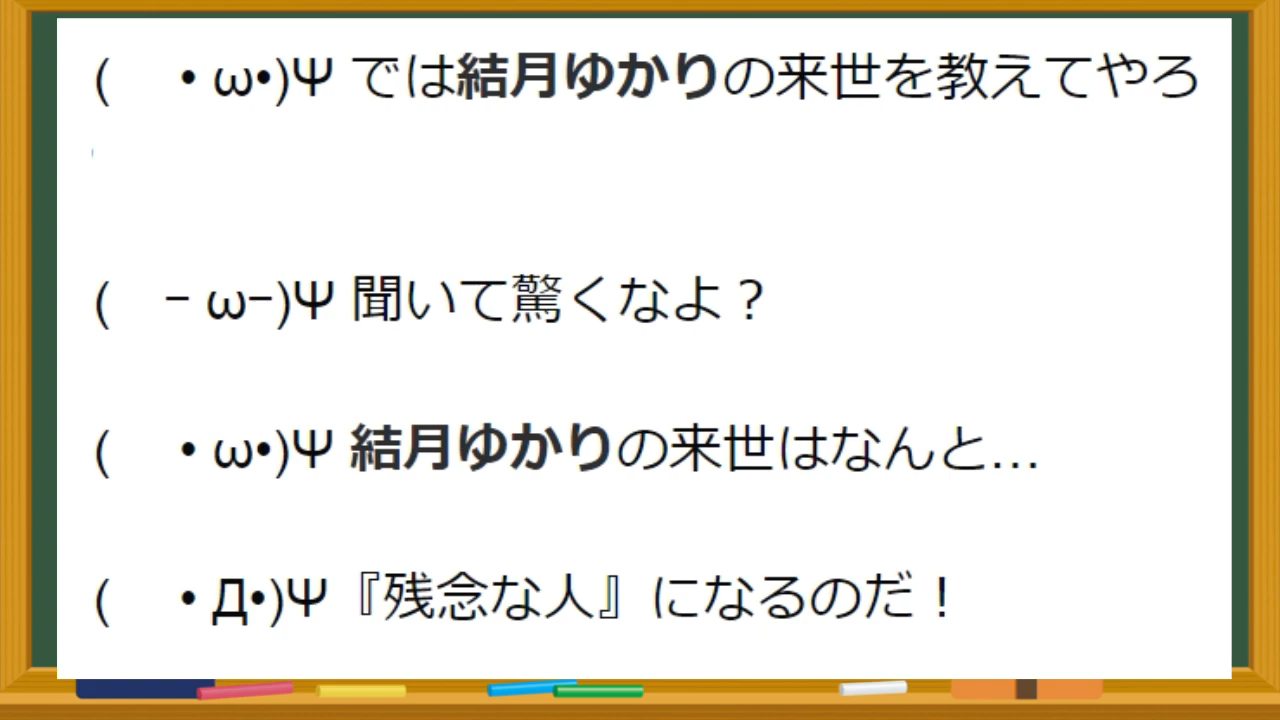 (　 • ω•)Ψ では結月ゆかりの来世を教えてやろ
(　− ω−)Ψ 聞いて驚くなよ？
(　 • ω•)Ψ 結月ゆかりの来世はなんと…
(　 • Д•)Ψ『残念な人』になるのだ！